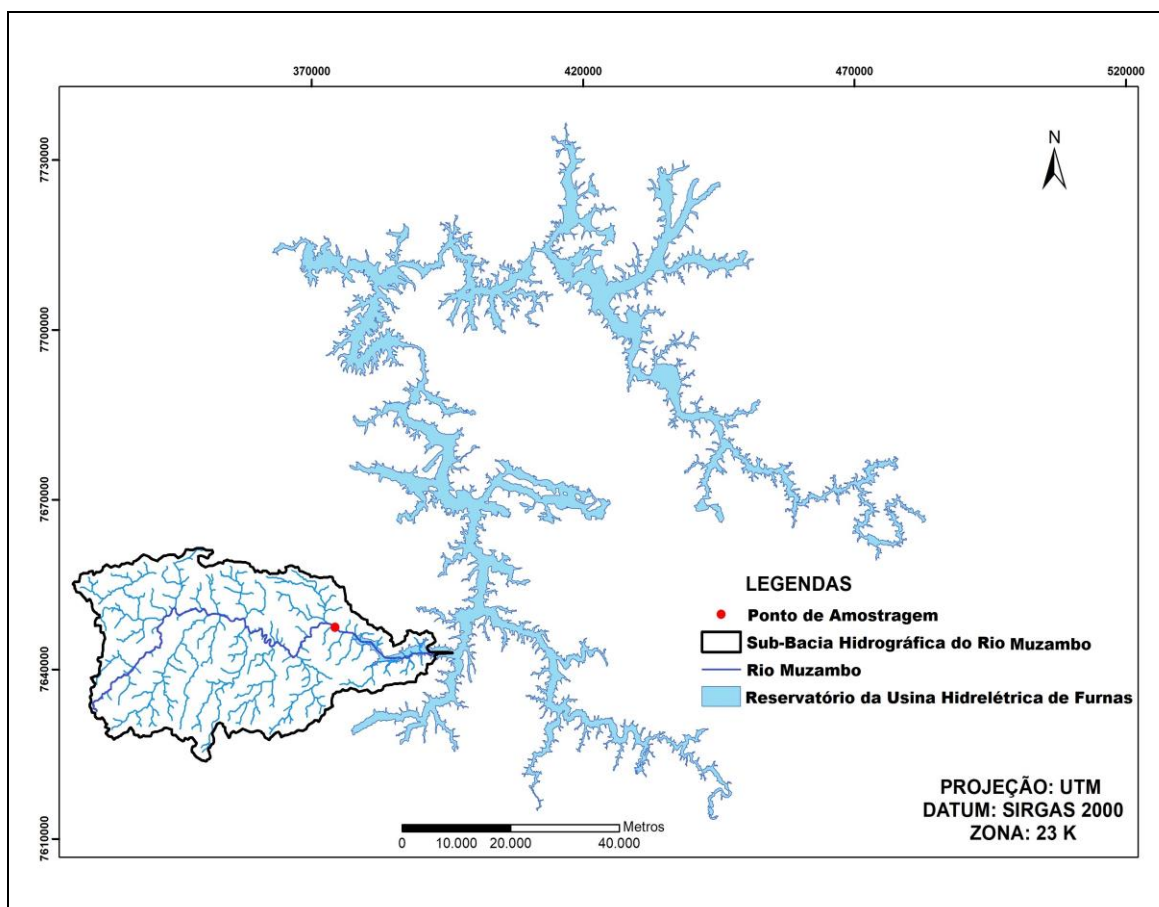 370000
420000
470000
520000
N
7730000
7700000
7670000
7640000
7610000
LEGENDAS
Ponto de Amostragem
Sub-Bacia Hidrográfica do Rio Muzambo
Rio Muzambo
Reservatório da Usina Hidrelétrica de Furnas
PROJEÇÃO: UTM
DATUM: SIRGAS 2000
ZONA: 23 K
Metros
0 10.000 20.000 40.000